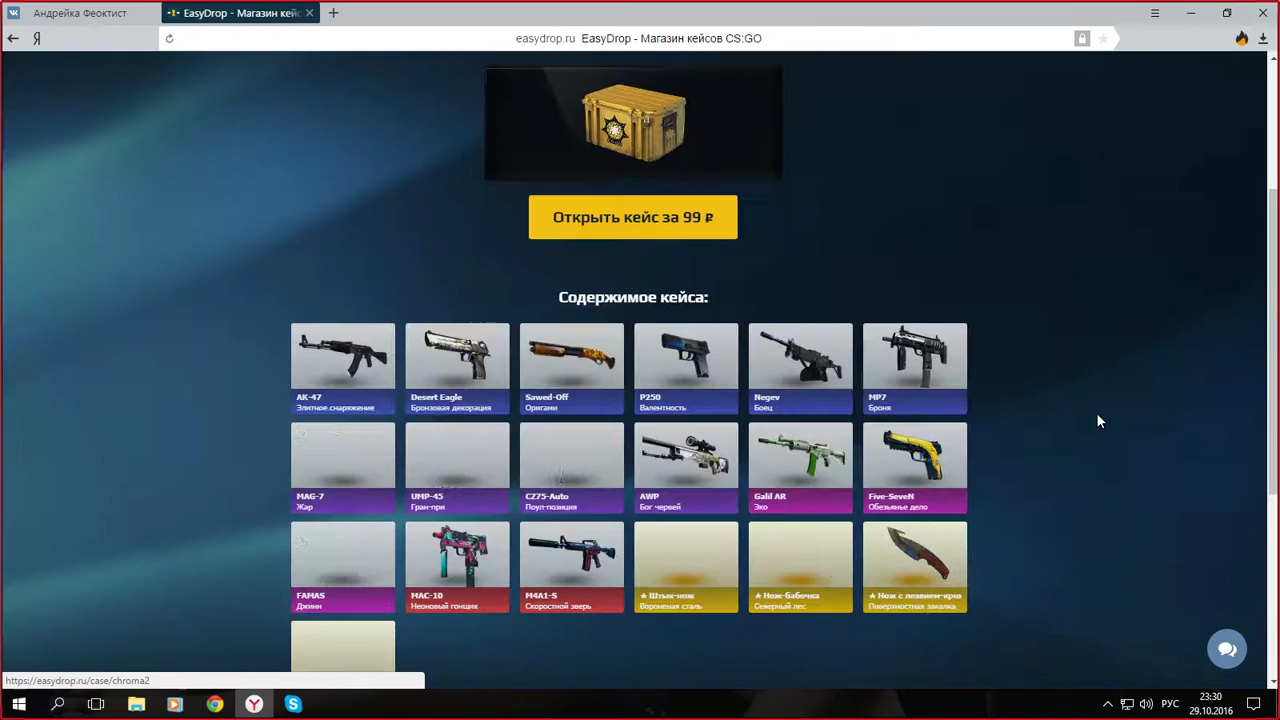 Андрейка Феоктист
EasyDrop - Магазин кейс
Я
easydrop.ru EasyDrop - Магазин кейсов CS:GO
Открыть кейс за 99 ₽
Содержимое кейса:
AK-47
Элитное снаряжение
Desert Eagle
Бронзовая декорация
Sawed-Off
Оригами
P250
Валентность
Negev
Боец
MP7
Броня
MAG-7
Жар
UMP-45
Гран-при
CZ75-Auto
Поул-позиция
AWP
Бог червей
Galil AR
Эко
Five-SeveN
Обезьянье дело
FAMAS
Джинн
MAC-10
Неоновый гонщик
M4A1-S
Скоростной зверь
★ Штык-нож
Вороненая сталь
★ Нож-бабочка
Северный лес
★ Нож с лезвием-крю
Поверхностная закалка
https://easydrop.ru/case/chroma2
РУС
23:30
29.10.2016